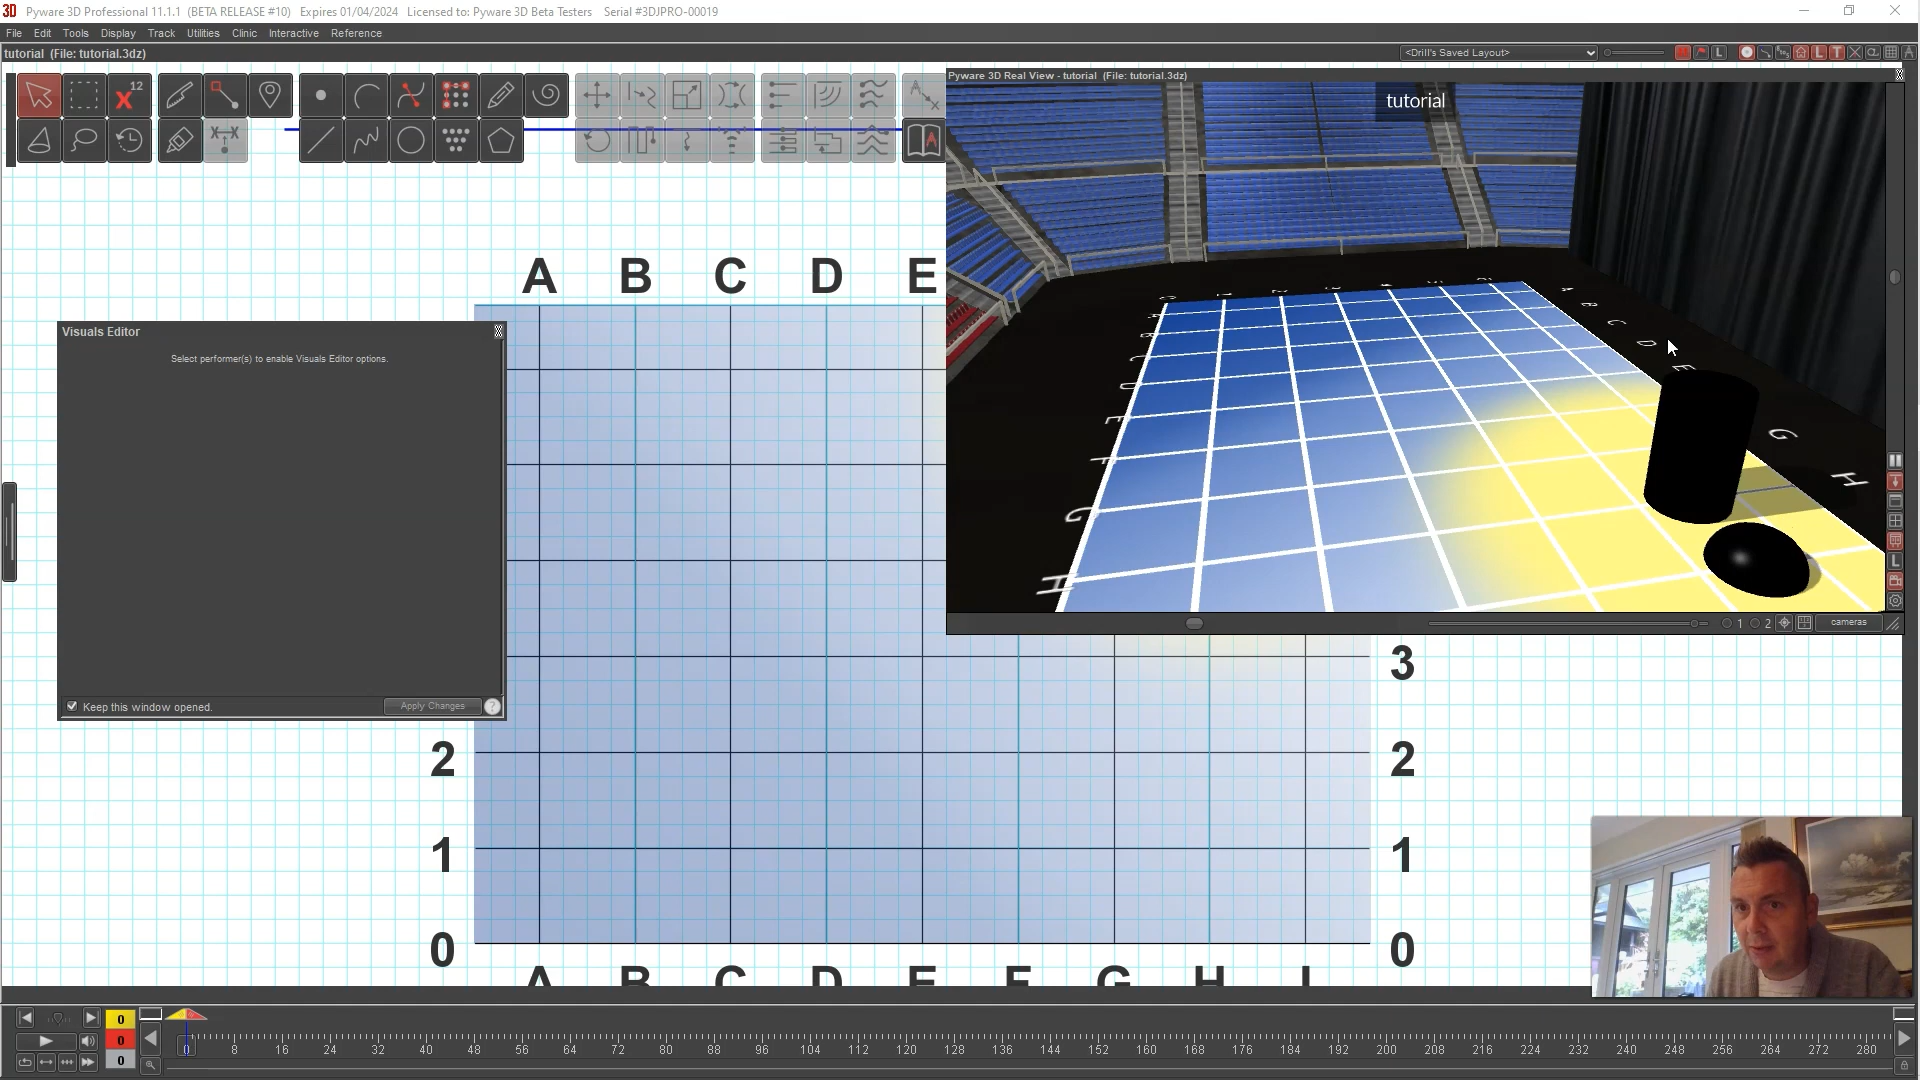 3D Pyware 3D Professional 11.1.1 (BETA RELEASE #10) Expires 01/04/2024 Licensed to: Pyware 3D Beta Testers Serial #3DJPRO-00019
File Edit Tools Display Track Utilities Clinic Interactive Reference
tutorial (File: tutorial.3dz)
<Drill's Saved Layout>
L
L T
X 12
Pyware 3D Real View - tutorial (File: tutorial.3dz)
tutorial
A B C D E
Visuals Editor
Select performer(s) to enable Visuals Editor options.
Keep this window opened.
Apply Changes
?
A
B
C
D
E
G
H
E
F
G
H
L
1 2
cameras
3
2 2
1 1
0 0
A B C D E F G H I
0
0
0
0 8 16 24 32 40 48 56 64 72 80 88 96 104 112 120 128 136 144 152 160 168 176 184 192 200 208 216 224 232 240 248 256 264 272 280